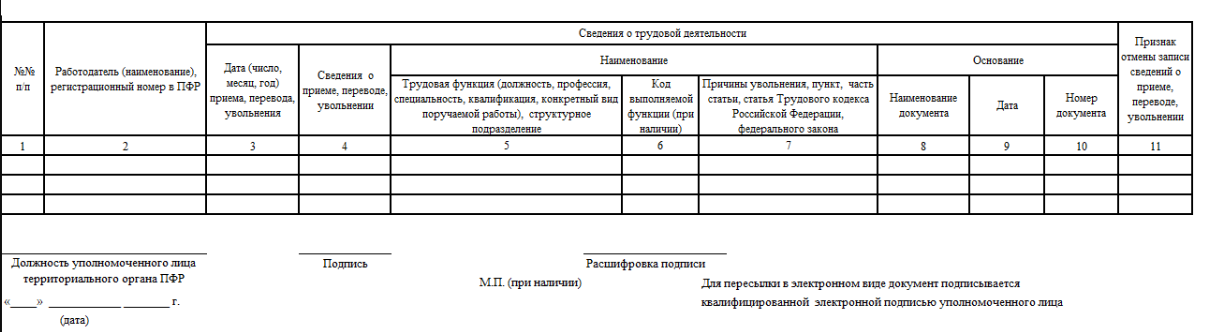 Сведения о трудовой деятельности
№№
п/п
Работодатель (наименование),
регистрационный номер в ПФР
Дата (число,
месяц, год)
приема, перевода,
увольнения
Сведения о
приеме, переводе,
увольнении
Наименование
Трудовая функция (должность, профессия,
специальность, квалификация, конкретный вид
поручаемой работы), структурное
подразделение
Код
выполняемой
функции (при
наличии)
Причины увольнения, пункт, часть
статьи, статья Трудового кодекса
Российской Федерации,
федерального закона
Основание
Наименование
документа
Дата
Номер
документа
Признак
отмены записи
сведений о
приеме,
переводе,
увольнении
1 2 3 4 5 6 7 8 9 10 11
Должность уполномоченного лица
территориального органа ПФР
Подпись
Расшифровка подписи
М.П. (при наличии)
«____» ____________ ________ г.
(дата)
Для пересылки в электронном виде документ подписывается
квалифицированной электронной подписью уполномоченного лица